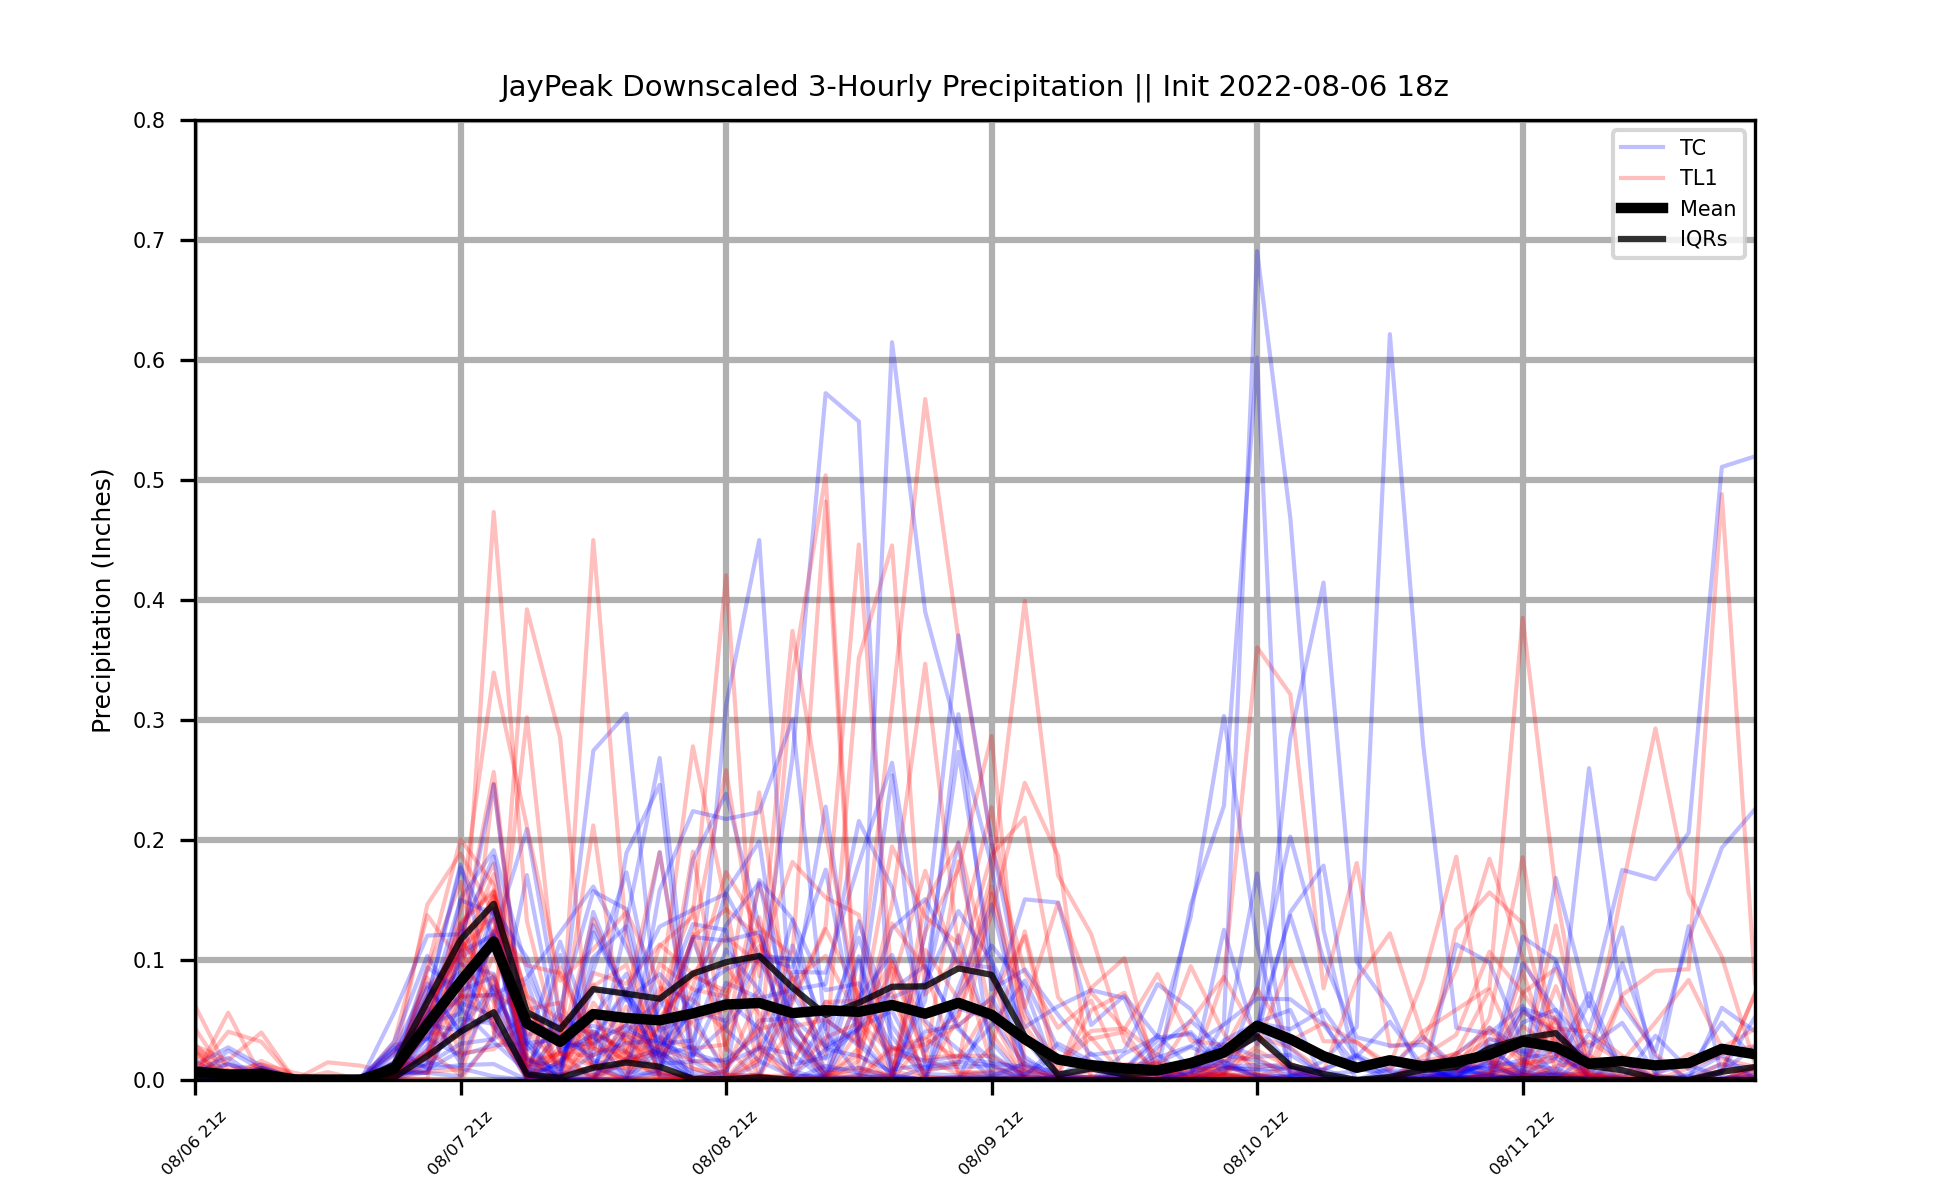 JayPeak Downscaled 3-Hourly Precipitation || Init 2022-08-06 18z
TC
TL1
Mean
IQRs
Precipitation (Inches)
0.8
0.7
0.6
0.5
0.4
0.3
0.2
0.1
0.0
08/06 21z
08/07 21z
08/08 21z
08/09 21z
08/10 21z
08/11 21z